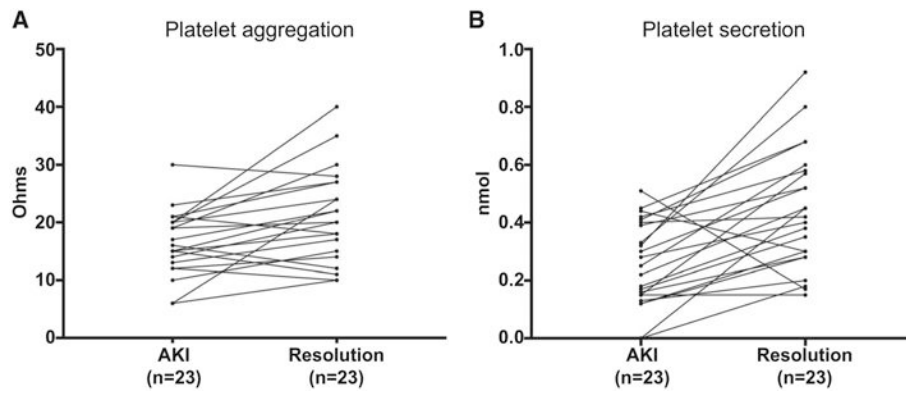 A
Platelet aggregation
50
40
30
20
10
0
Ohms
AKI
(n=23)
Resolution
(n=23)
B
Platelet secretion
1.0
0.8
0.6
0.4
0.2
0.0
nmol
AKI
(n=23)
Resolution
(n=23)